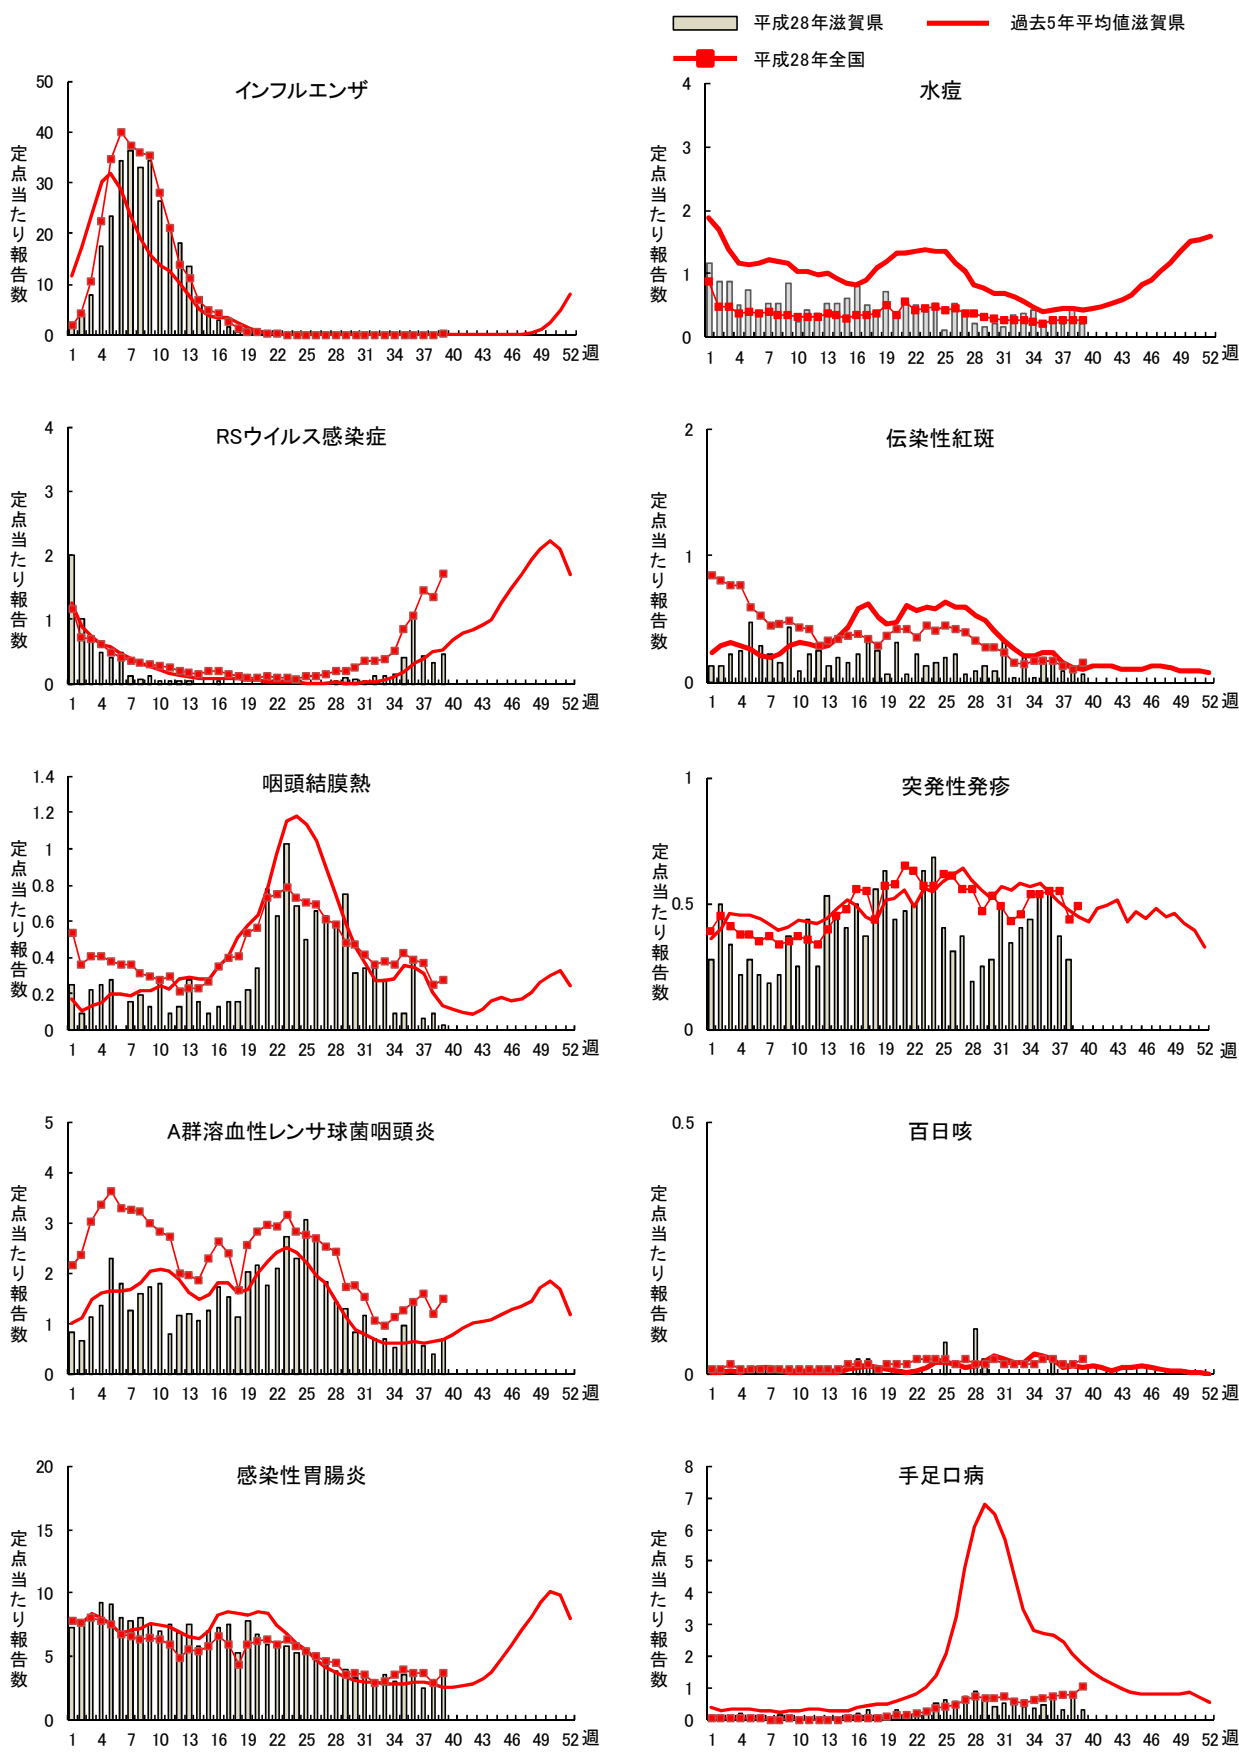 平成28年滋賀県
過去5年平均値滋賀県
平成28年全国
インフルエンザ
定点当たり報告数
50
40
30
20
10
0
1 4 7 10 13 16 19 22 25 28 31 34 37 40 43 46 49 52 週
水痘
定点当たり報告数
4
3
2
1
0
1 4 7 10 13 16 19 22 25 28 31 34 37 40 43 46 49 52 週
RSウイルス感染症
定点当たり報告数
4
3
2
1
0
1 4 7 10 13 16 19 22 25 28 31 34 37 40 43 46 49 52 週
伝染性紅斑
定点当たり報告数
2
1
0
1 4 7 10 13 16 19 22 25 28 31 34 37 40 43 46 49 52 週
咽頭結膜熱
定点当たり報告数
1.4
1.2
1
0.8
0.6
0.4
0.2
0
1 4 7 10 13 16 19 22 25 28 31 34 37 40 43 46 49 52 週
突発性発疹
定点当たり報告数
1
0.5
0
1 4 7 10 13 16 19 22 25 28 31 34 37 40 43 46 49 52 週
A群溶血性レンサ球菌咽頭炎
定点当たり報告数
5
4
3
2
1
0
1 4 7 10 13 16 19 22 25 28 31 34 37 40 43 46 49 52 週
百日咳
定点当たり報告数
0.5
0
1 4 7 10 13 16 19 22 25 28 31 34 37 40 43 46 49 52 週
感染性胃腸炎
定点当たり報告数
20
15
10
5
0
1 4 7 10 13 16 19 22 25 28 31 34 37 40 43 46 49 52 週
手足口病
定点当たり報告数
8
7
6
5
4
3
2
1
0
1 4 7 10 13 16 19 22 25 28 31 34 37 40 43 46 49 52 週